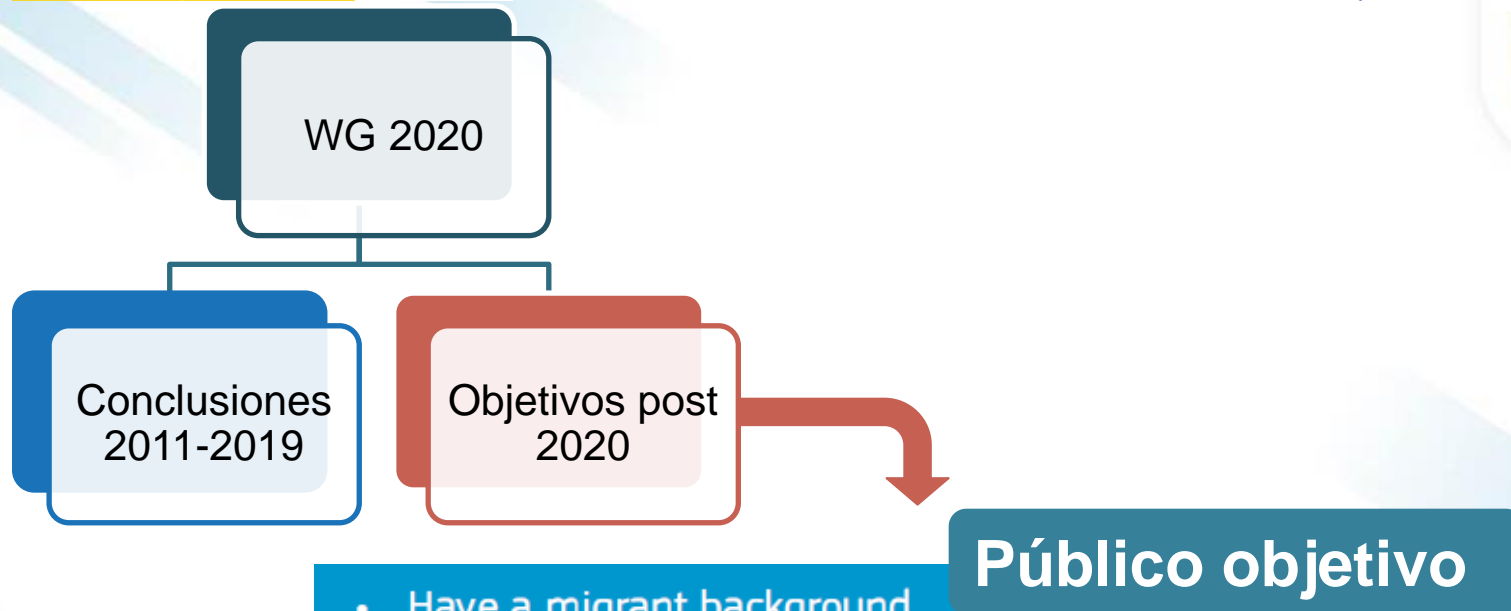 WG 2020
Conclusiones
2011-2019
Objetivos post
2020
Público objetivo
• Have a migrant background